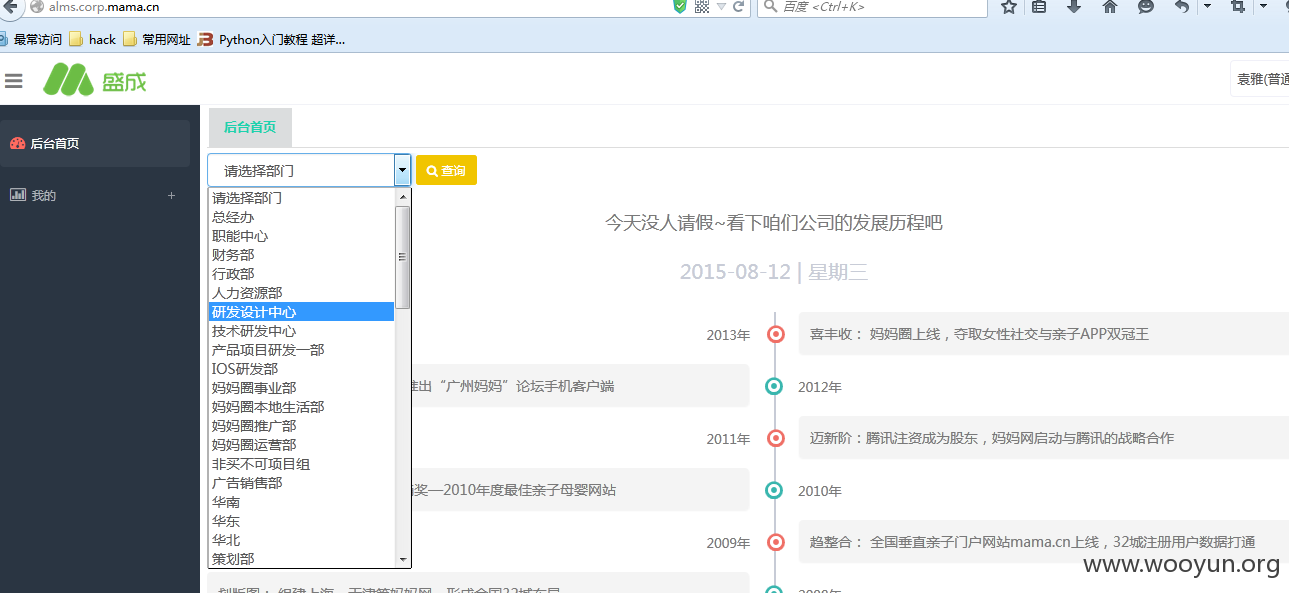 alms.corp.mama.cn
百度 <Ctrl+K>
最常访问 hack 常用网址 Python入门教程 超详...
盛成
袁雅(普通
后台首页
后台首页
我的 +
请选择部门
查询
请选择部门
总经办
职能中心
财务部
行政部
人力资源部
研发设计中心
技术研发中心
产品项目研发一部
IOS研发部
妈妈圈事业部
妈妈圈本地生活部
妈妈圈推广部
妈妈圈运营部
非买不可项目组
广告销售部
华南
华东
华北
策划部
今天没人请假~看下咱们公司的发展历程吧
2015-08-12 | 星期三
2013年
喜丰收： 妈妈圈上线，夺取女性社交与亲子APP双冠王
出“广州妈妈”论坛手机客户端
2012年
2011年
迈新阶：腾讯注资成为股东，妈妈网启动与腾讯的战略合作
奖—2010年度最佳亲子母婴网站
2010年
2009年
趋整合： 全国垂直亲子门户网站mama.cn上线，32城注册用户数据打通
www.wooyun.org